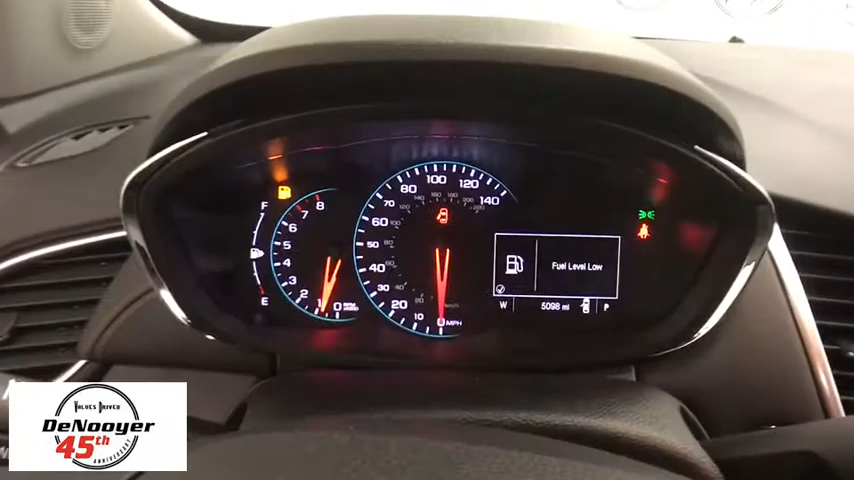 F
E
8
7
6
5
4
3
2
1
0
140
120
100
80
70
60
50
40
30
20
10
0
MPH
Fuel Level Low
W
5098 mi
P
VALUES DRIVEN
DeNooyer
45th
ANNIVERSARY